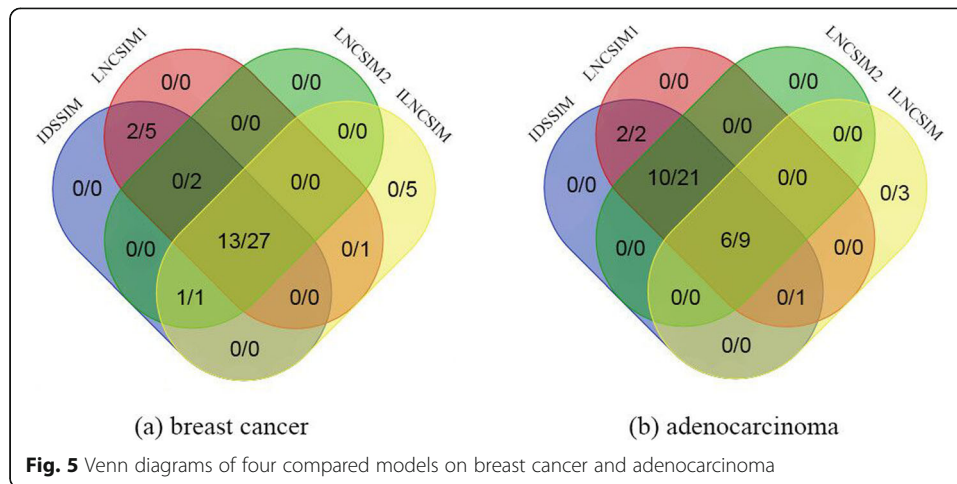 IDSSIM
LNCSIM1
LNCSIM2
ILNCSIM
0/0
0/0
2/5
0/0
0/0
0/0
0/2
0/0
0/5
0/0
13/27
0/1
1/1
0/0
0/0
(a) breast cancer
IDSSIM
LNCSIM1
LNCSIM2
ILNCSIM
0/0
0/0
2/2
0/0
0/0
0/0
10/21
0/0
0/3
0/0
6/9
0/0
0/0
0/1
0/0
(b) adenocarcinoma
Fig. 5 Venn diagrams of four compared models on breast cancer and adenocarcinoma